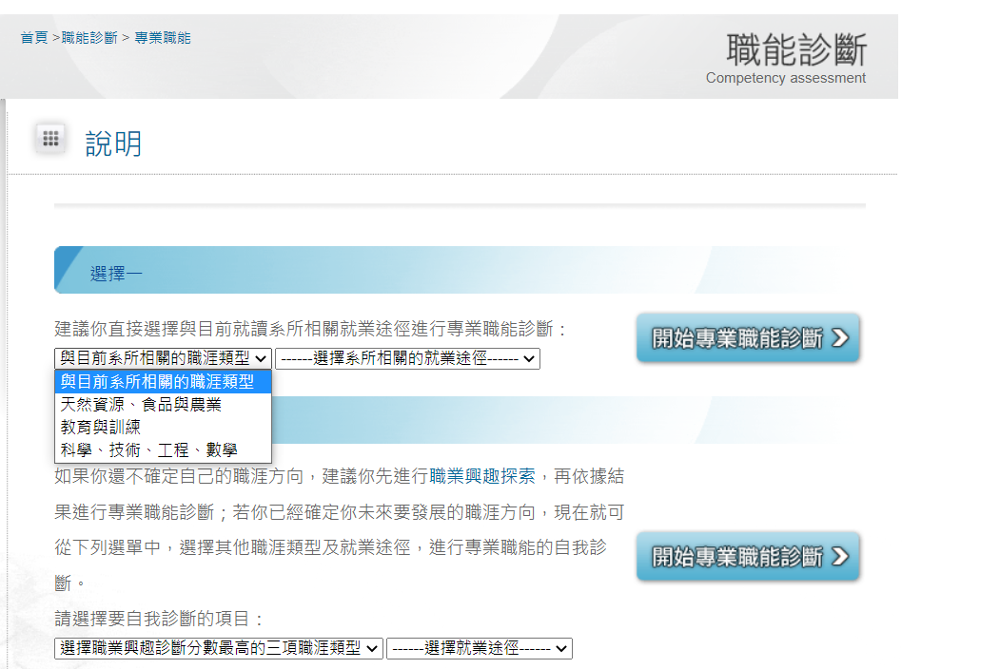 首頁 >職能診斷 > 專業職能
職能診斷
Competency assessment
說明
選擇一
建議你直接選擇與目前就讀系所相關就業途徑進行專業職能診斷：
開始專業職能診斷
與目前系所相關的職涯類型 ------選擇系所相關的就業途徑------
與目前系所相關的職涯類型
天然資源、食品與農業
教育與訓練
科學、技術、工程、數學
如果你還不確定自己的職涯方向，建議你先進行職業興趣探索，再依據結
果進行專業職能診斷；若你已經確定你未來要發展的職涯方向，現在就可
從下列選單中，選擇其他職涯類型及就業途徑，進行專業職能的自我診
斷。
開始專業職能診斷
請選擇要自我診斷的項目：
選擇職業興趣診斷分數最高的三項職涯類型 ------選擇就業途徑------